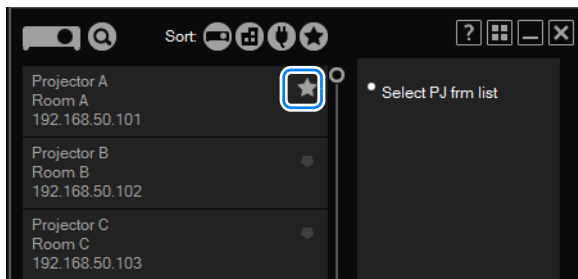 Sort:
?
Projector A
Room A
192.168.50.101
Select PJ frm list
Projector B
Room B
192.168.50.102
Projector C
Room C
192.168.50.103